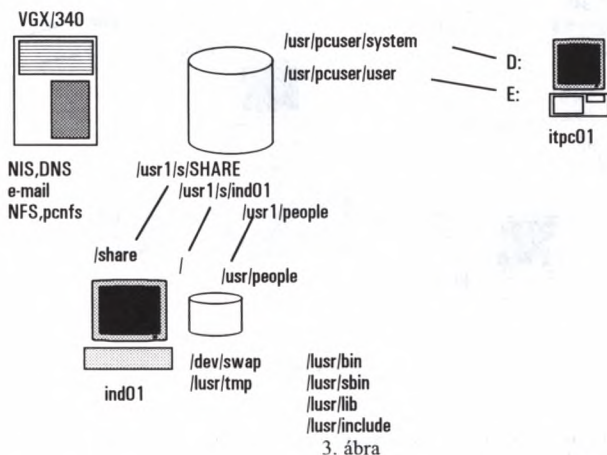 VGX/340
/usr/pcuser/system
D:
/usr/pcuser/user
E:
itpc01
NIS,DNS
e-mail
NFS,pcnfs
/usr1/s/SHARE
/usr1/s/ind01
/usr1/people
/share
/
/usr/people
/dev/swap
/lusr/tmp
ind01
/lusr/bin
/lusr/sbin
/lusr/lib
/lusr/include
3. ábra